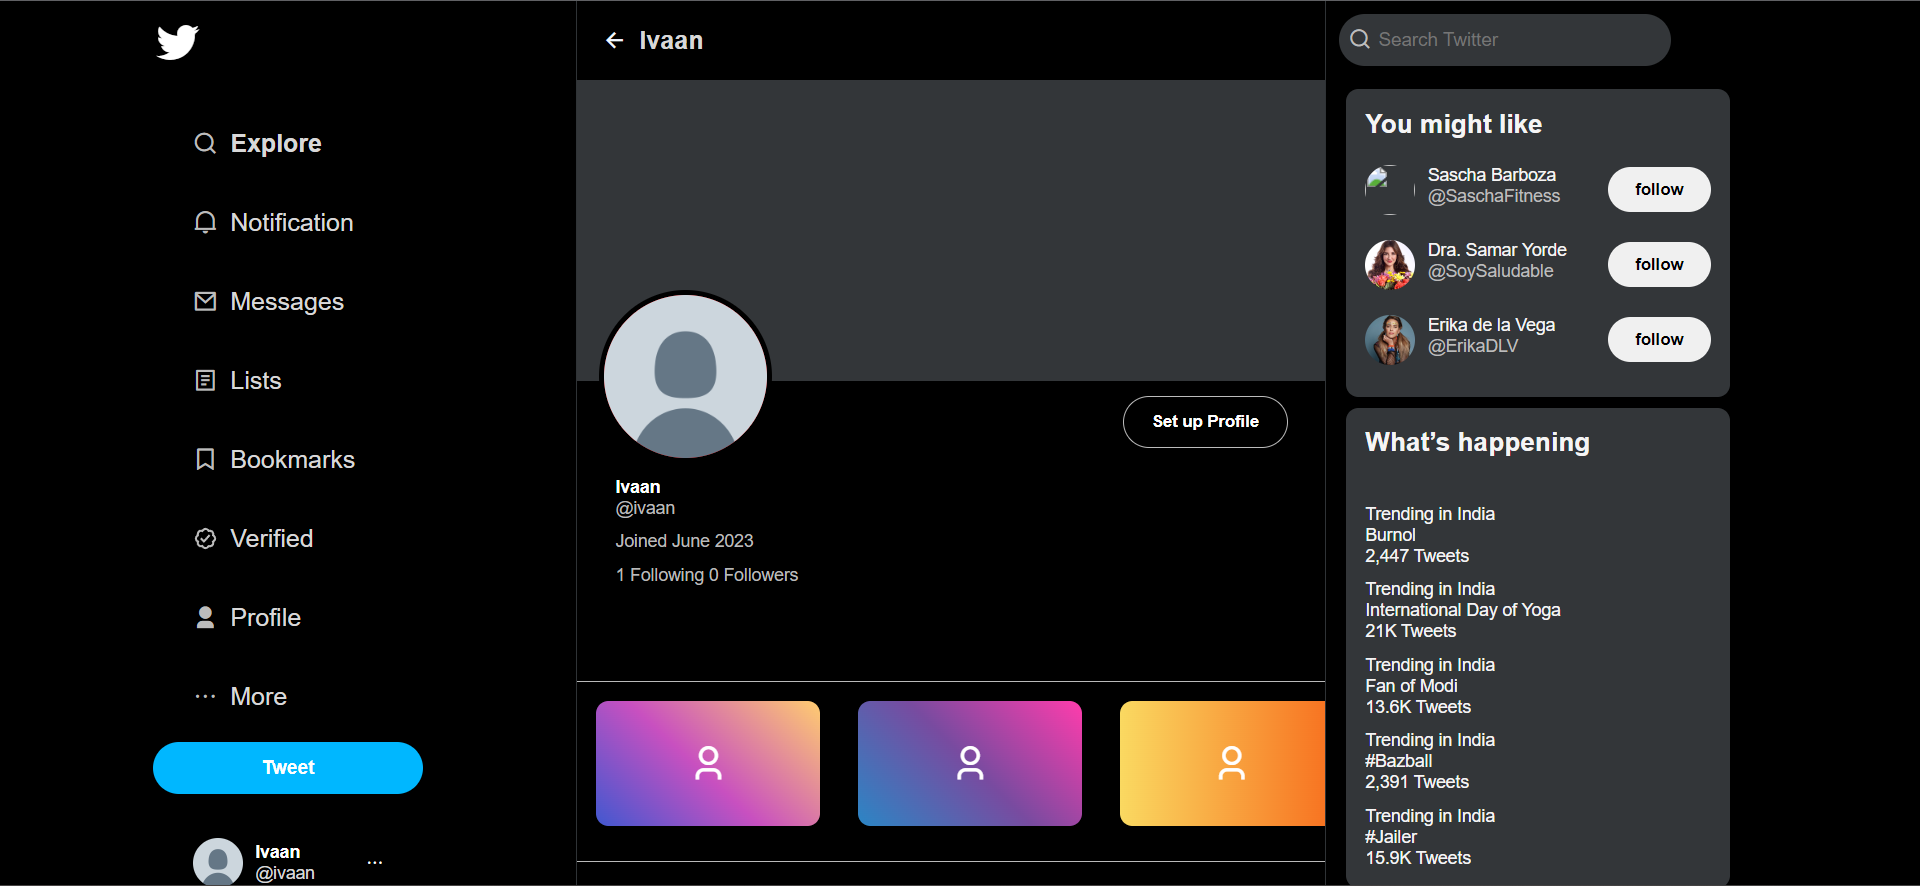 Explore
Notification
Messages
Lists
Bookmarks
Verified
Profile
More
Tweet
Ivaan
@ivaan
Ivaan
Set up Profile
Ivaan
@ivaan
Joined June 2023
1 Following 0 Followers
Search Twitter
You might like
Sascha Barboza
@SaschaFitness
follow
Dra. Samar Yorde
@SoySaludable
follow
Erika de la Vega
@ErikaDLV
follow
What’s happening
Trending in India
Burnol
2,447 Tweets
Trending in India
International Day of Yoga
21K Tweets
Trending in India
Fan of Modi
13.6K Tweets
Trending in India
#Bazball
2,391 Tweets
Trending in India
#Jailer
15.9K Tweets